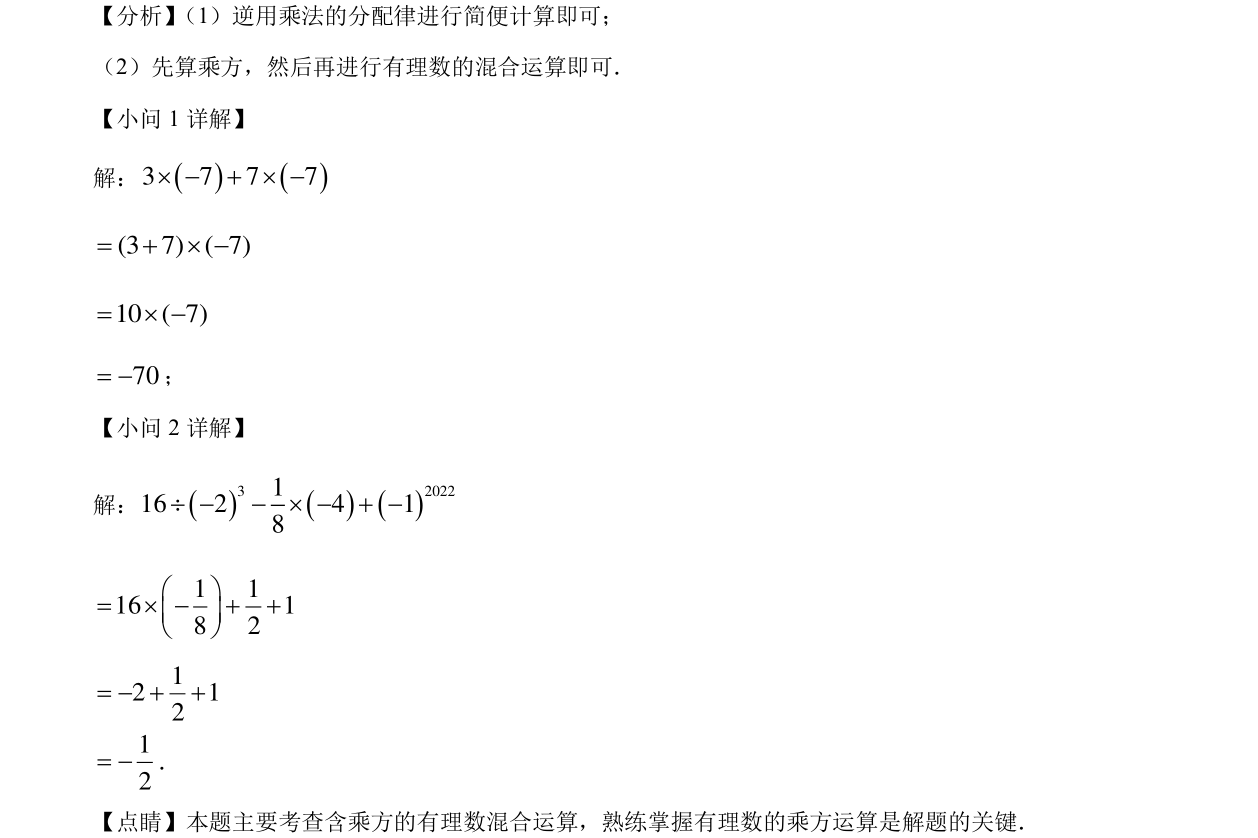 【分析】（1）逆用乘法的分配律进行简便计算即可；
（2）先算乘方，然后再进行有理数的混合运算即可．
【小问 1 详解】
解：3×(−7)+7×(−7)
=(3+7)×(−7)
=10×(−7)
=−70；
【小问 2 详解】
解：16÷(−2)^3−1/8×(−4)+(−1)^2022
=16×(−1/8)+1/2+1
=−2+1/2+1
=−1/2．
【点睛】本题主要考查含乘方的有理数混合运算，熟练掌握有理数的乘方运算是解题的关键．